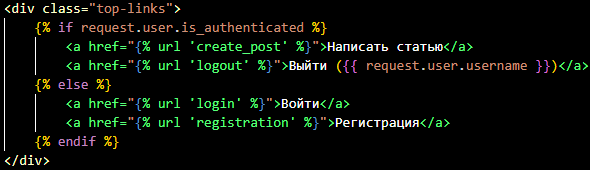 <div class="top-links">
    {% if request.user.is_authenticated %}
        <a href="{% url 'create_post' %}">Написать статью</a>
        <a href="{% url 'logout' %}">Выйти ({{ request.user.username }})</a>
    {% else %}
        <a href="{% url 'login' %}">Войти</a>
        <a href="{% url 'registration' %}">Регистрация</a>
    {% endif %}
</div>